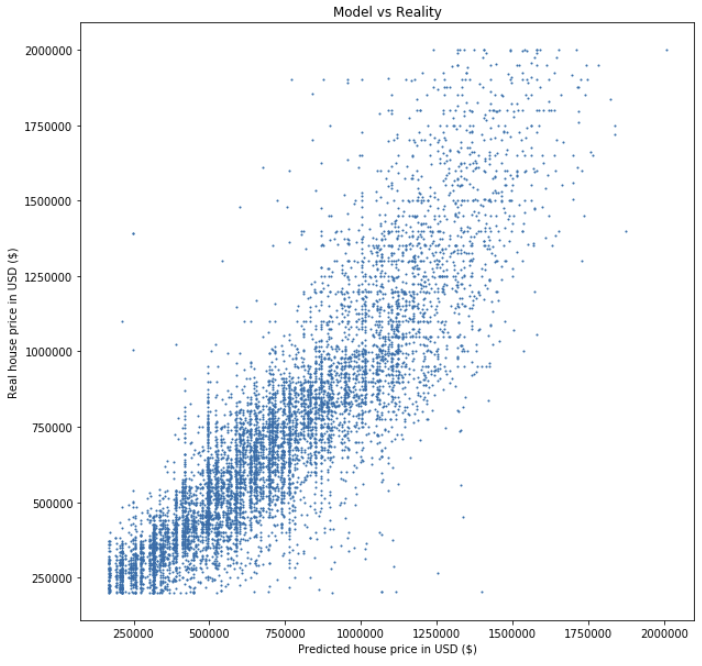 Model vs Reality
2000000
1750000
1500000
1250000
1000000
750000
500000
250000
Real house price in USD ($)
250000 500000 750000 1000000 1250000 1500000 1750000 2000000
Predicted house price in USD ($)